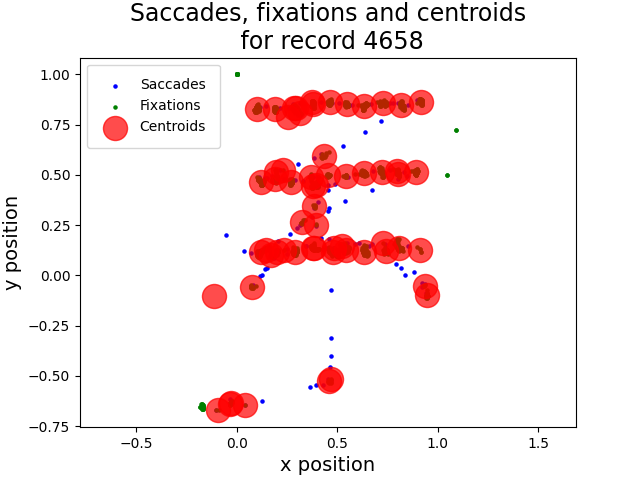 Saccades, fixations and centroids
for record 4658
Saccades
Fixations
Centroids
1.00
0.75
0.50
0.25
0.00
−0.25
−0.50
−0.75
y position
−0.5
0.0
0.5
1.0
1.5
x position